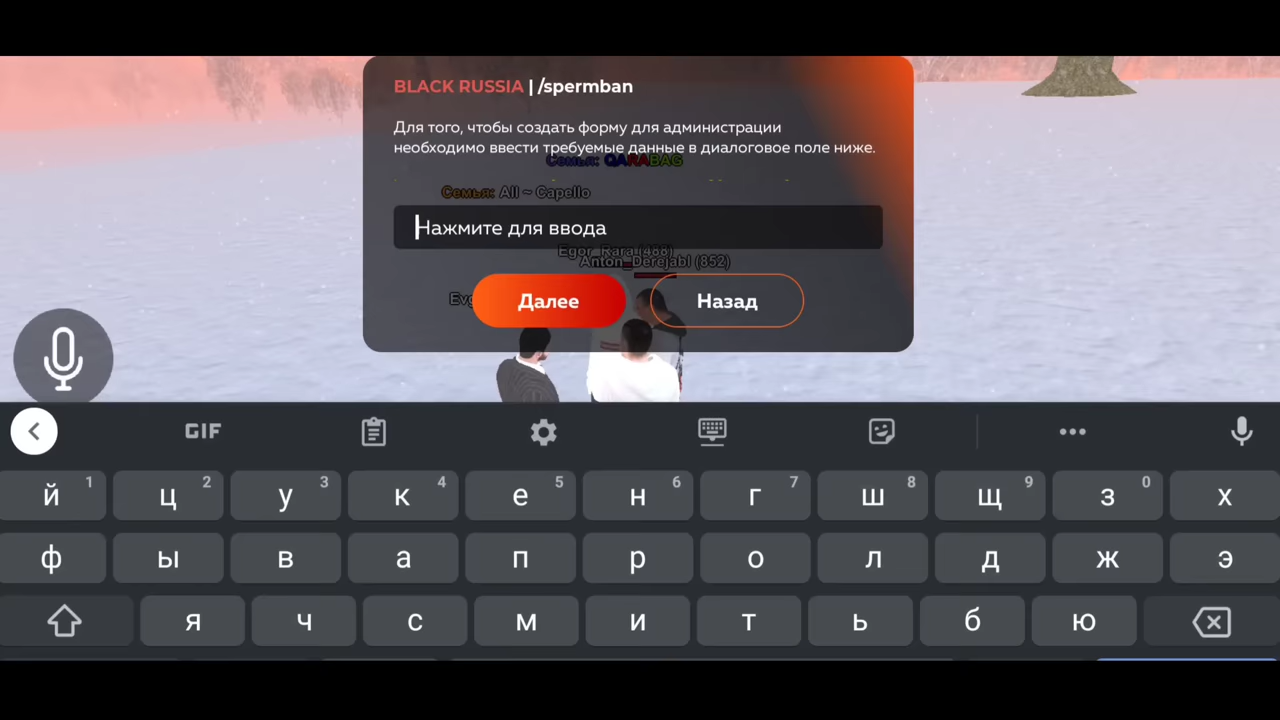 BLACK RUSSIA | /spermban
Для того, чтобы создать форму для администрации
необходимо ввести требуемые данные в диалоговое поле ниже.
Семья: QARABAG
Семья: All ~ Capello
Нажмите для ввода
Egor_Rara (488)
Anton_Derejabl (852)
Далее
Назад
GIF
й 1 ц 2 у 3 к 4 е 5 н 6 г 7 ш 8 щ 9 з 0 х
ф ы в а п р о л д ж э
я ч с м и т ь б ю